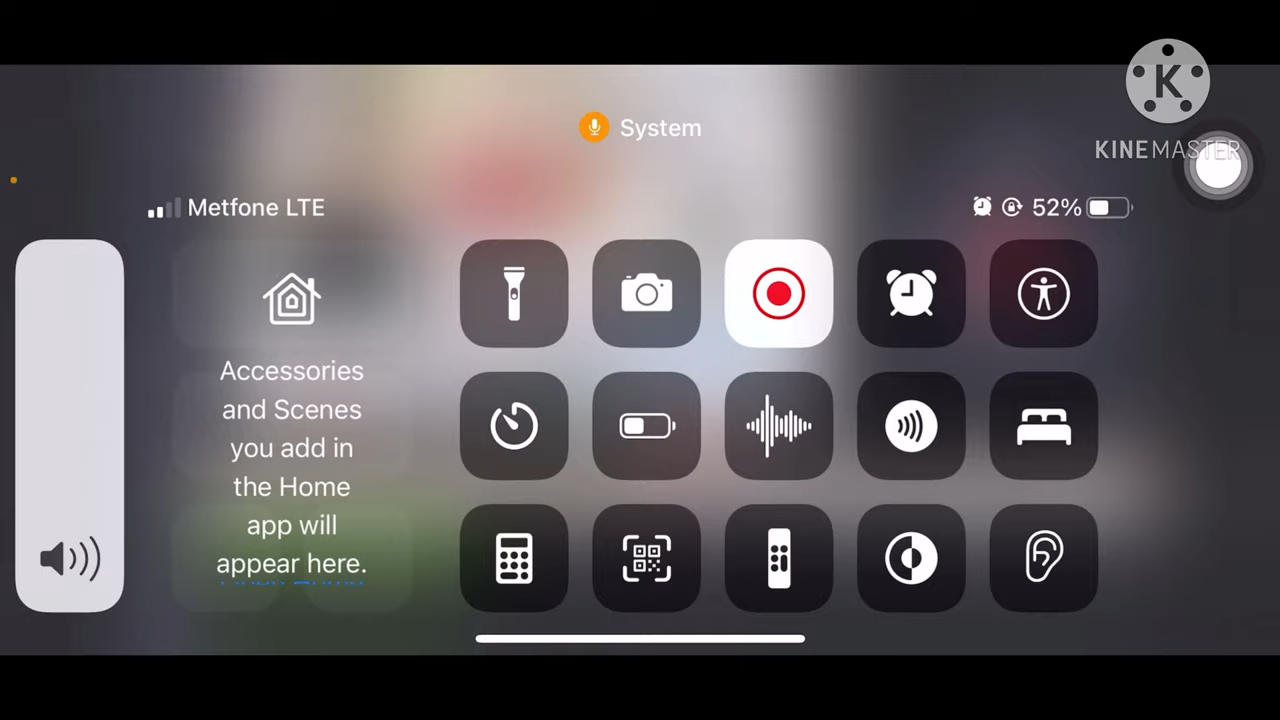 System
KINEMASTER
Metfone LTE
52%
Accessories
and Scenes
you add in
the Home
app will
appear here.